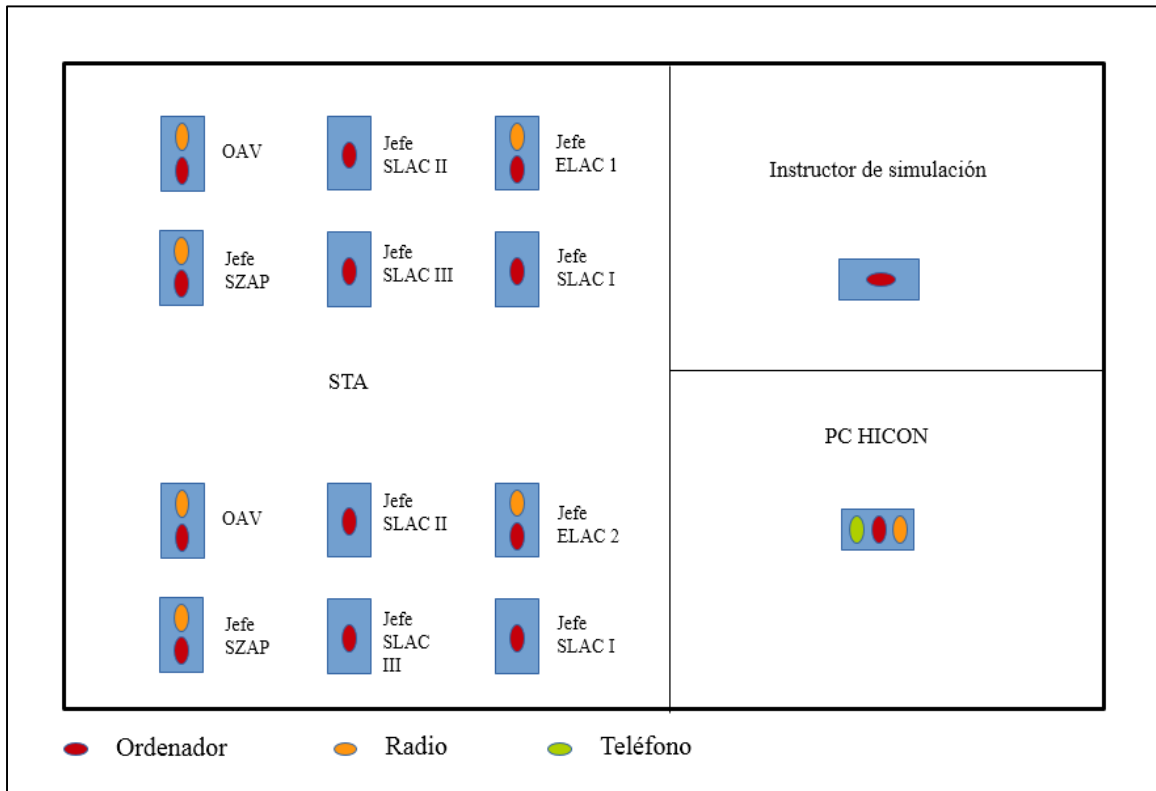 OAV
Jefe
SLAC II
Jefe
ELAC 1
Jefe
SZAP
Jefe
SLAC III
Jefe
SLAC I
STA
OAV
Jefe
SLAC II
Jefe
ELAC 2
Jefe
SZAP
Jefe
SLAC
III
Jefe
SLAC I
Instructor de simulación
PC HICON
Ordenador
Radio
Teléfono